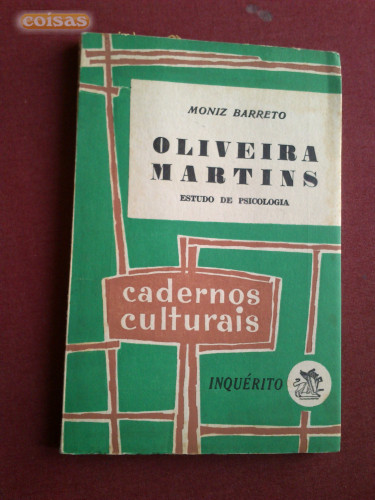 coisas
MONIZ BARRETO
OLIVEIRA
MARTINS
ESTUDO DE PSICOLOGIA
cadernos
culturais
INQUÉRITO